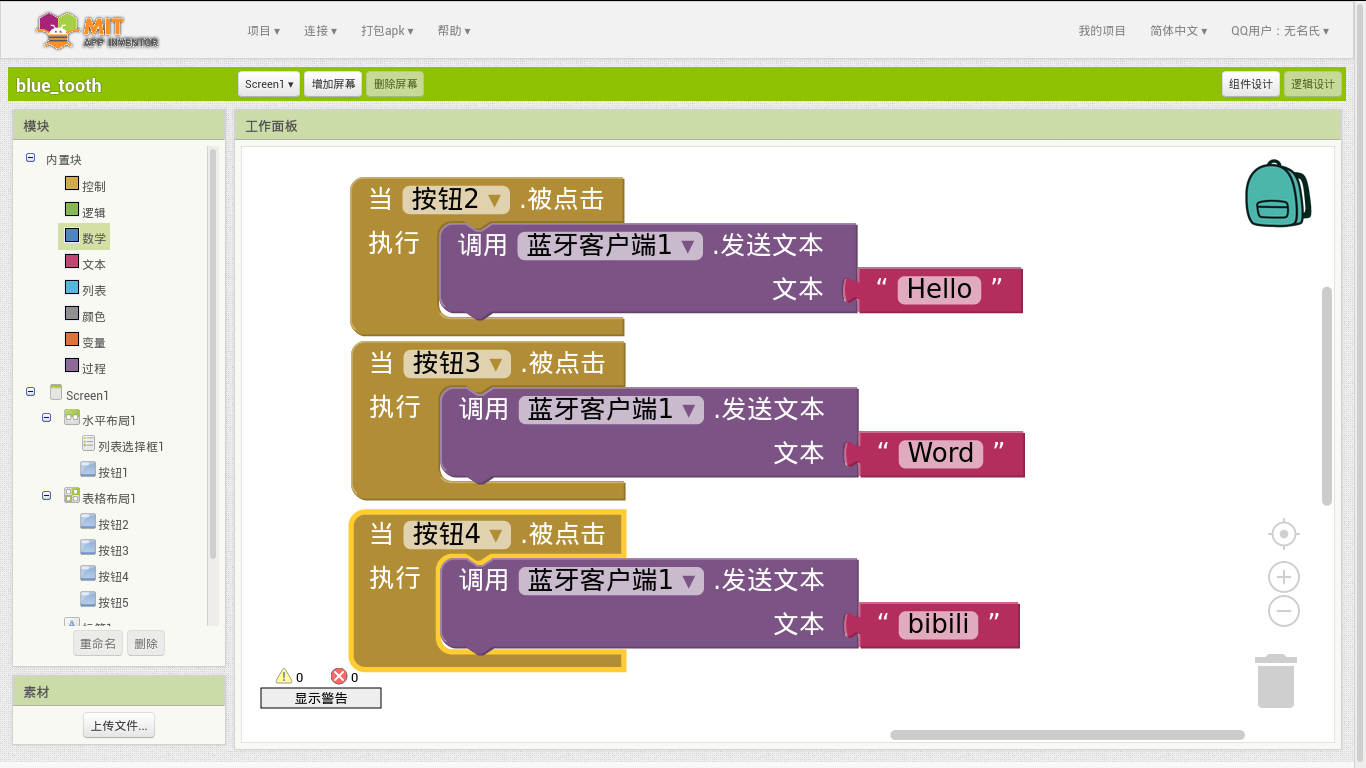 MIT
APP INVENTOR
项目 ▾ 连接 ▾ 打包apk ▾ 帮助 ▾ 我的项目 简体中文 ▾ QQ用户：无名氏 ▾
blue_tooth Screen1 ▾ 增加屏幕 删除屏幕 组件设计 逻辑设计
模块
内置块
控制
逻辑
数学
文本
列表
颜色
变量
过程
Screen1
水平布局1
列表选择框1
按钮1
表格布局1
按钮2
按钮3
按钮4
按钮5
重命名 删除
素材
上传文件...
工作面板
当 按钮2 ▾ .被点击
执行 调用 蓝牙客户端1 ▾ .发送文本
文本 “ Hello ”
当 按钮3 ▾ .被点击
执行 调用 蓝牙客户端1 ▾ .发送文本
文本 “ Word ”
当 按钮4 ▾ .被点击
执行 调用 蓝牙客户端1 ▾ .发送文本
文本 “ bibili ”
0 0
显示警告